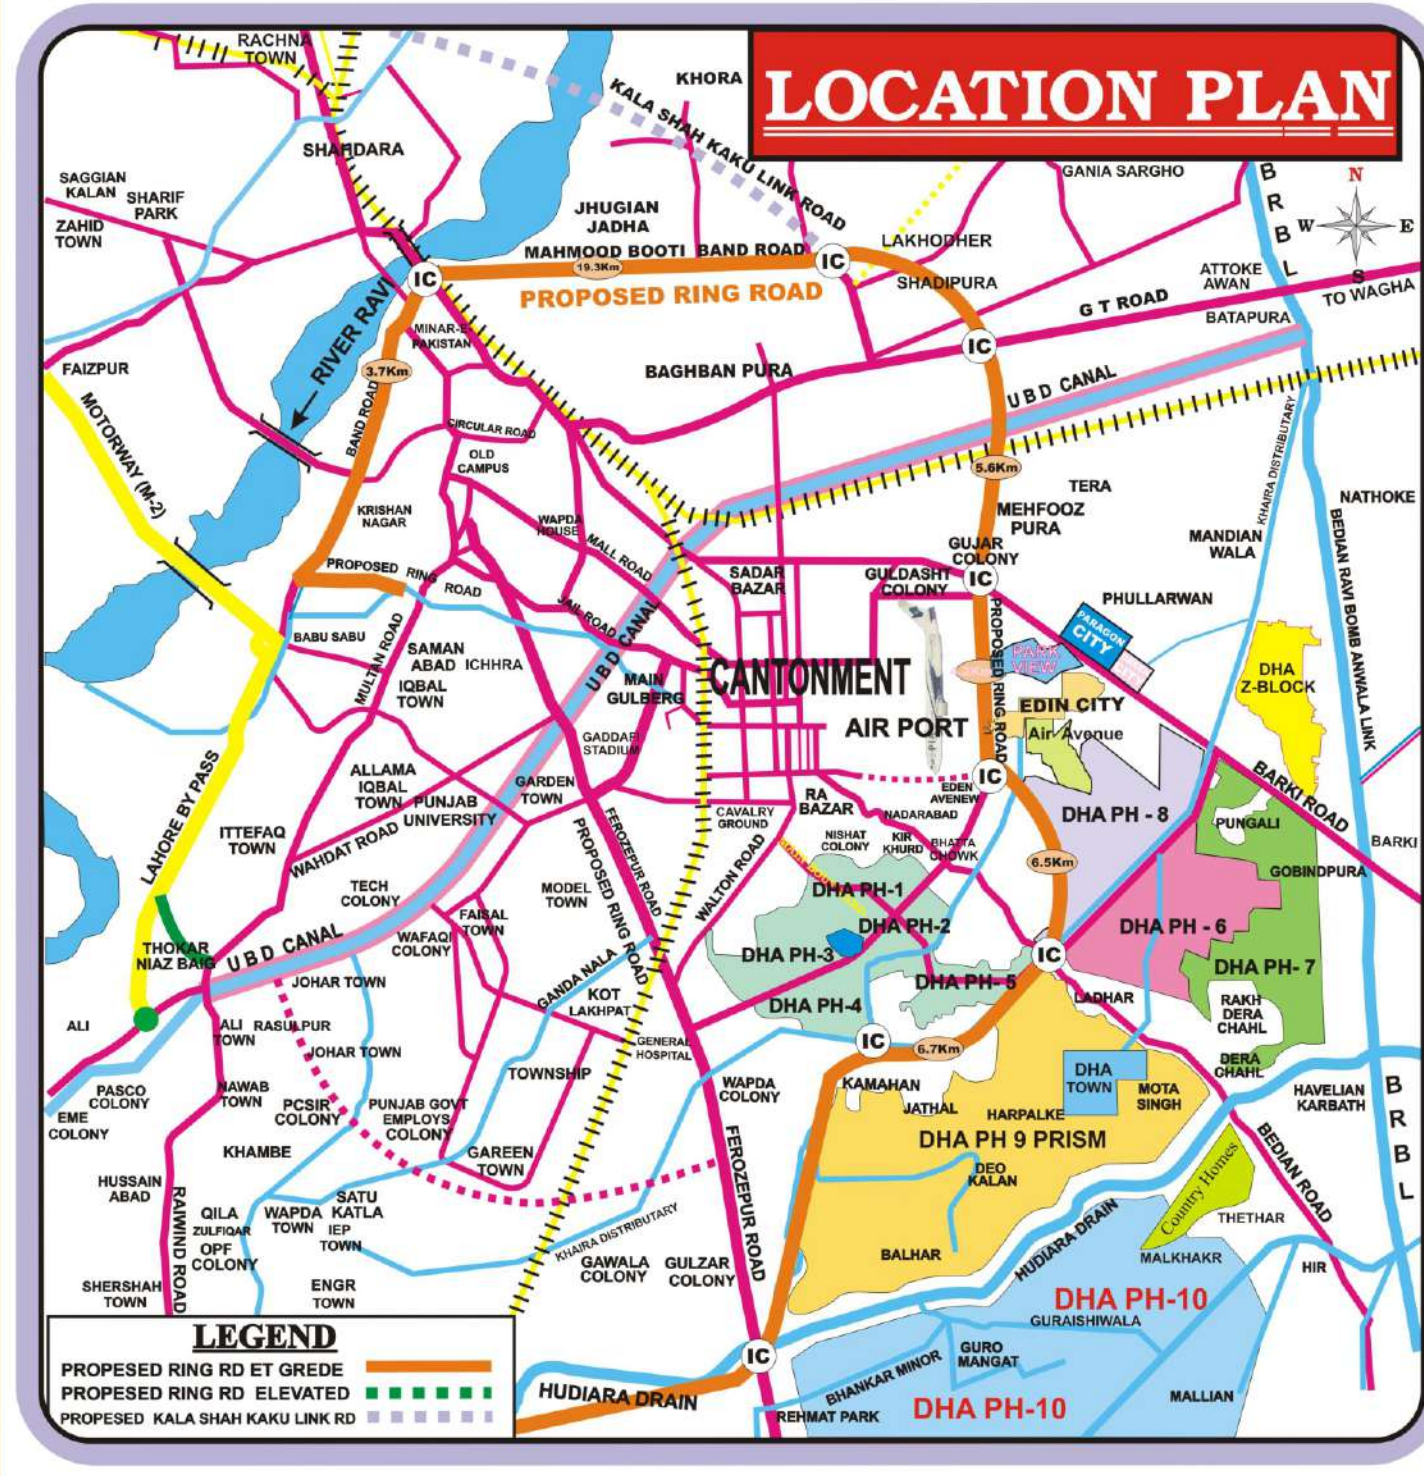 LOCATION PLAN
RACHNA
TOWN
KHORA
KALA SHAH KAKU LINK ROAD
SHAHDARA
GANIA SARGHO
B
R
B
L
N
W
E
S
SAGGIAN
KALAN
SHARIF
PARK
ZAHID
TOWN
JHUGIAN
JADHA
MAHMOOD BOOTI BAND ROAD
19.3Km
PROPOSED RING ROAD
IC
IC
LAKHODHER
SHADIPURA
ATTOKE
AWAN
TO WAGHA
G T ROAD
BATAPURA
RIVER RAVI
MINAR-E-
PAKISTAN
IC
FAIZPUR
3.7Km
BAGHBAN PURA
U B D CANAL
MOTORWAY (M-2)
BAND ROAD
CIRCULAR ROAD
OLD
CAMPUS
KHAIRA DISTRIBUTARY
5.6Km
TERA
NATHOKE
KRISHAN
NAGAR
WAPDA
HOUSE
MALL ROAD
MEHFOOZ
PURA
MANDIAN
WALA
BEDIAN RAVI BOMB ANWALA LINK
GUJAR
COLONY
IC
PROPOSED RING ROAD
SADAR
BAZAR
GULDASHT
COLONY
PHULLARWAN
JAIL ROAD
U B D CANAL
PROPOSED RING ROAD
PARAGON
CITY
BABU SABU
MULTAN ROAD
SAMAN
ABAD
ICHHRA
IQBAL
TOWN
MAIN
GULBERG
CANTONMENT
PARK
VIEW
DHA
Z-BLOCK
EDIN CITY
AIR PORT
Air Avenue
GADDAFI
STADIUM
LAHORE BY PASS
ALLAMA
IQBAL
TOWN
PUNJAB
UNIVERSITY
GARDEN
TOWN
IC
EDEN
AVENEW
BARKI ROAD
RA
BAZAR
CAVALRY
GROUND
NADARABAD
DHA PH - 8
PUNGALI
ITTEFAQ
TOWN
WAHDAT ROAD
FEROZEPUR ROAD
PROPOSED RING ROAD
NISHAT
COLONY
KIR
KHURD
BHATTA
CHOWK
BARKI
6.5Km
GOBINDPURA
TECH
COLONY
MODEL
TOWN
WALTON ROAD
DHA PH-1
FAISAL
TOWN
DHA PH-2
DHA PH - 6
THOKAR
NIAZ BAIG
U B D CANAL
WAFAQI
COLONY
DHA PH-3
IC
DHA PH- 7
JOHAR TOWN
GANDA NALA
KOT
LAKHPAT
DHA PH- 5
DHA PH-4
LADHAR
RAKH
DERA
CHAHL
ALI
ALI
TOWN
RASULPUR
GENERAL
HOSPITAL
IC
6.7Km
JOHAR TOWN
DERA
CHAHL
TOWNSHIP
DHA
TOWN
PASCO
COLONY
NAWAB
TOWN
WAPDA
COLONY
KAMAHAN
MOTA
SINGH
HAVELIAN
KARBATH
EME
COLONY
PCSIR
COLONY
PUNJAB GOVT
EMPLOYS
COLONY
JATHAL
HARPALKE
DHA PH 9 PRISM
B
R
B
L
KHAMBE
GAREEN
TOWN
FEROZEPUR ROAD
DEO
KALAN
BEDIAN ROAD
HUSSAIN
ABAD
RAIWIND ROAD
Country Homes
QILA
ZULFIQAR
OPF
COLONY
WAPDA
TOWN
SATU
KATLA
IEP
TOWN
KHAIRA DISTRIBUTARY
HUDIARA DRAIN
THETHAR
BALHAR
MALKHAKR
GAWALA
COLONY
GULZAR
COLONY
HIR
SHERSHAH
TOWN
ENGR
TOWN
DHA PH-10
GURAISHIWALA
LEGEND
PROPESED RING RD ET GREDE
PROPESED RING RD ELEVATED
PROPESED KALA SHAH KAKU LINK RD
IC
GURO
MANGAT
HUDIARA DRAIN
BHANKAR MINOR
MALLIAN
REHMAT PARK
DHA PH-10